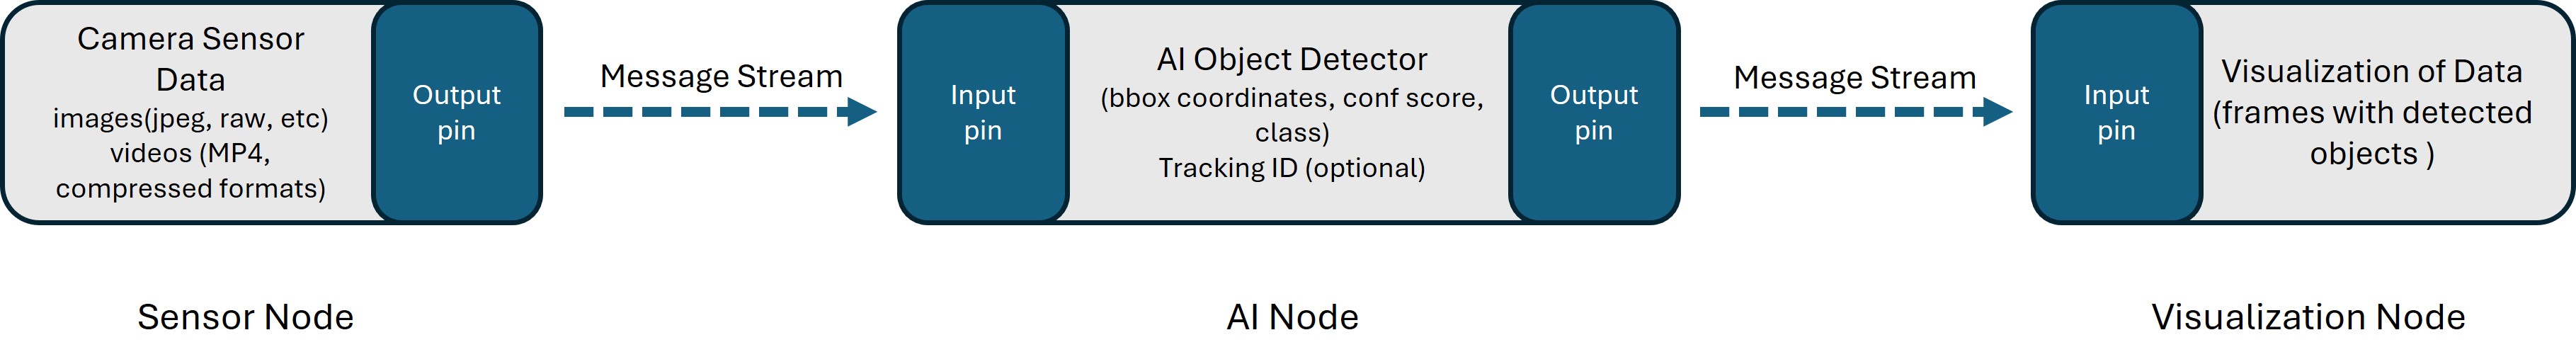 Camera Sensor
Data
images(jpeg, raw, etc)
videos (MP4,
compressed formats)
Output
pin
Message Stream
Input
pin
AI Object Detector
(bbox coordinates, conf score,
class)
Tracking ID (optional)
Output
pin
Message Stream
Input
pin
Visualization of Data
(frames with detected
objects )
Sensor Node
AI Node
Visualization Node